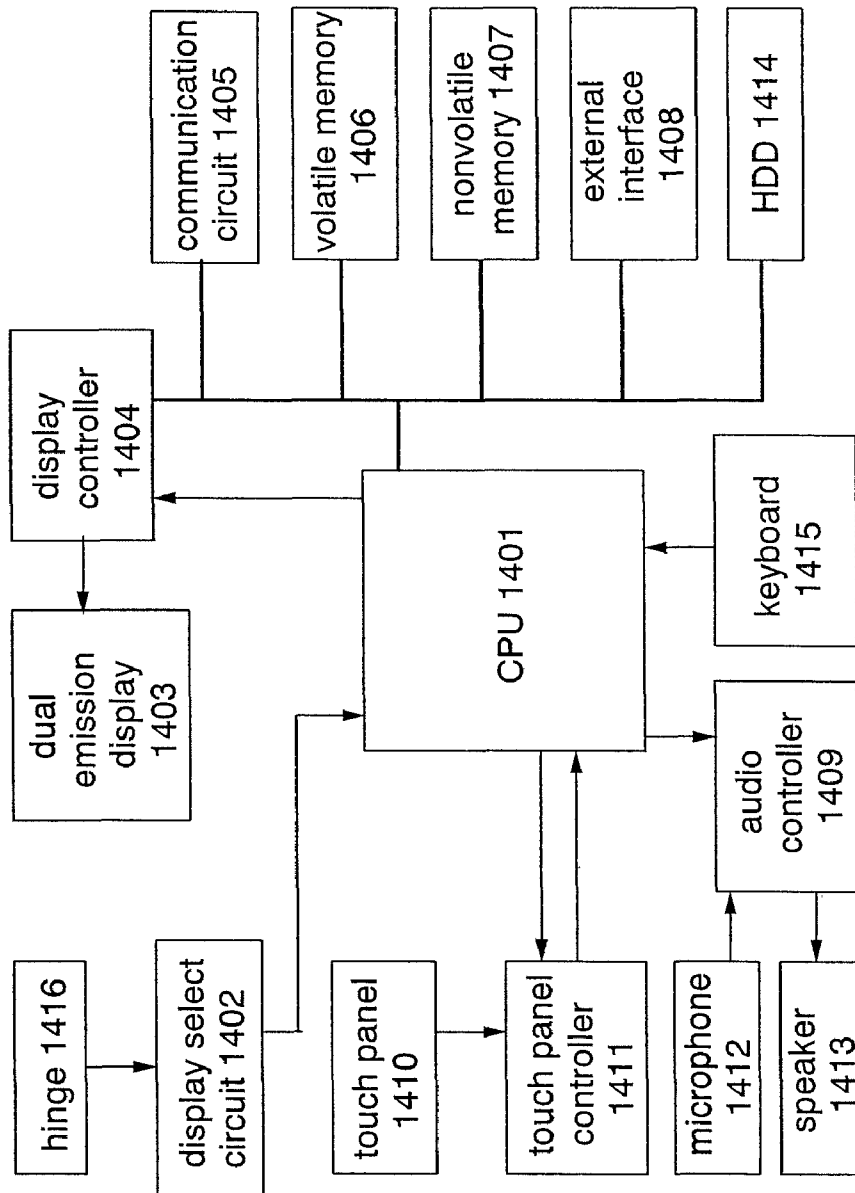 hinge 1416
display select
circuit 1402
touch panel
1410
touch panel
controller
1411
microphone
1412
speaker
1413
dual
emission
display
1403
display
controller
1404
CPU 1401
audio
controller
1409
keyboard
1415
communication
circuit 1405
volatile memory
1406
nonvolatile
memory 1407
external
interface
1408
HDD 1414